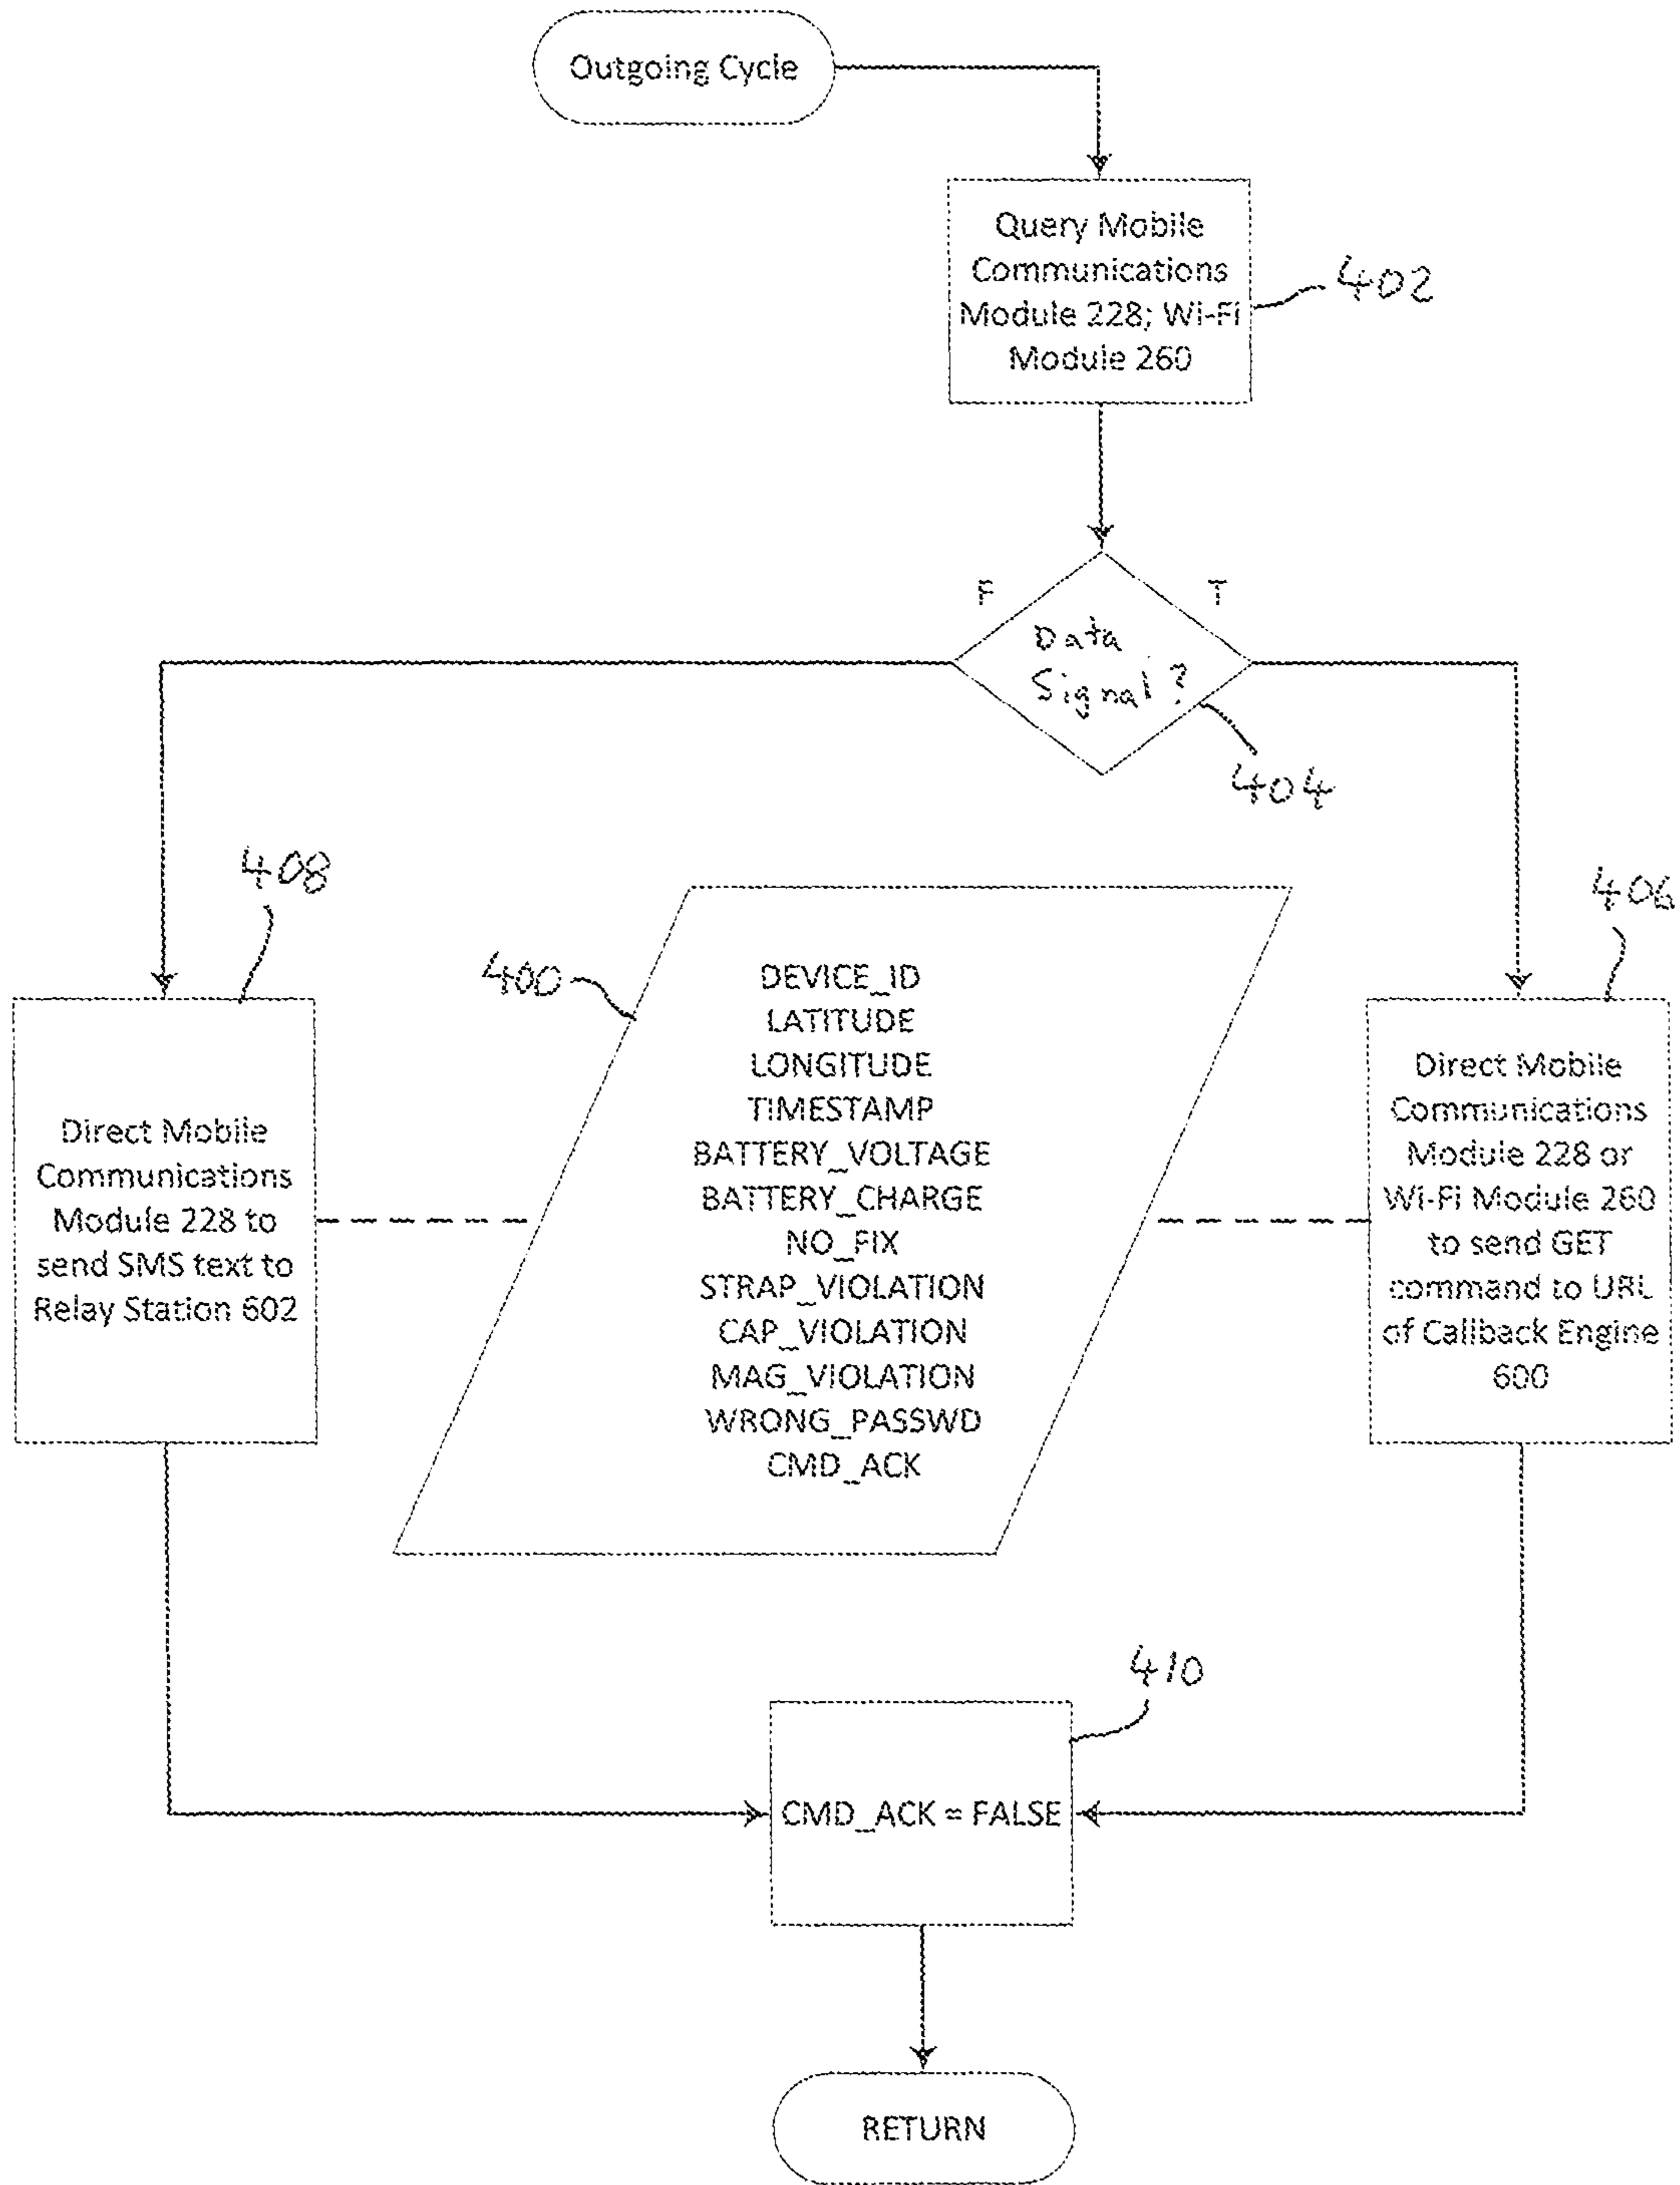 Outgoing Cycle
Query Mobile
Communications
Module 228; Wi-Fi
Module 260
402
F
T
Data
Signal?
404
408
406
400
DEVICE_ID
LATITUDE
LONGITUDE
TIMESTAMP
BATTERY_VOLTAGE
BATTERY_CHARGE
NO_FIX
STRAP_VIOLATION
CAP_VIOLATION
MAG_VIOLATION
WRONG_PASSWD
CMD_ACK
Direct Mobile
Communications
Module 228 to
send SMS text to
Relay Station 602
Direct Mobile
Communications
Module 228 or
Wi-Fi Module 260
to send GET
command to URL
of Callback Engine
600
410
CMD_ACK = FALSE
RETURN